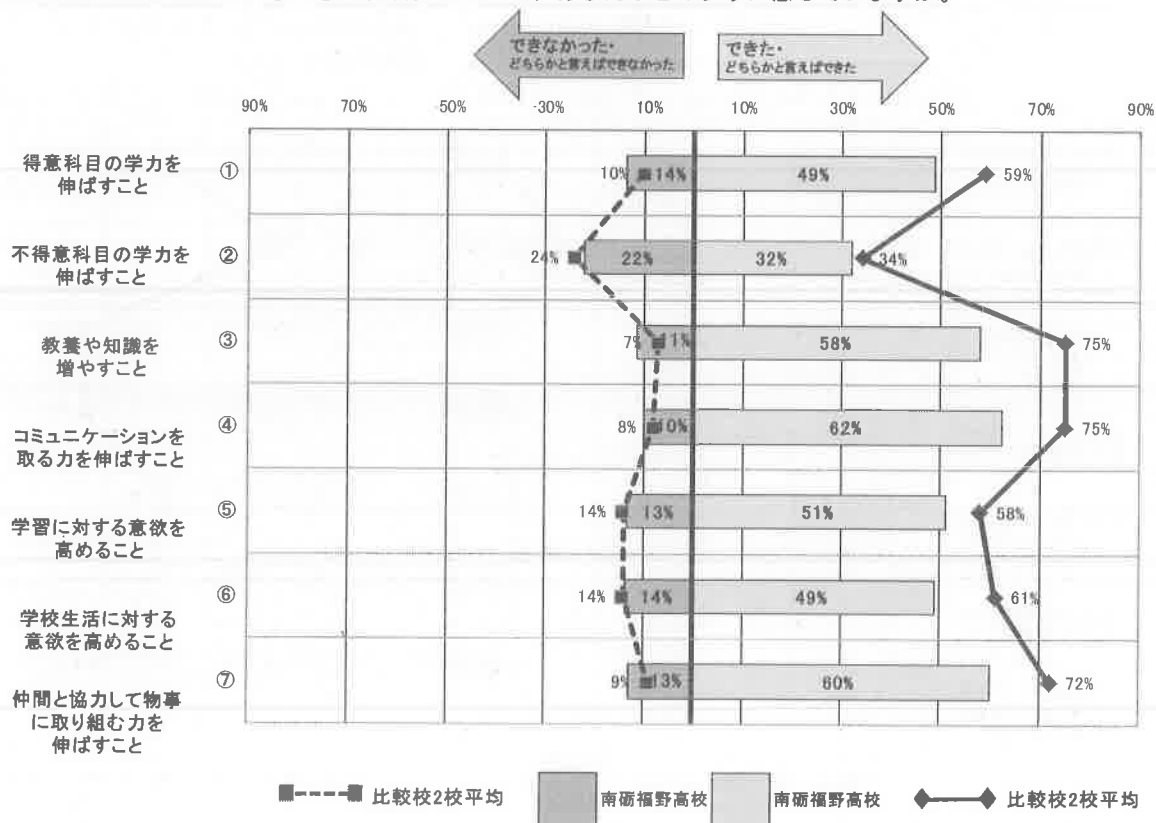 できなかった・
どちらかと言えばできなかった
できた・
どちらかと言えばできた
90% 70% 50% -30% 10% 10% 30% 50% 70% 90%
得意科目の学力を
伸ばすこと
① 10% 14% 49% 59%
不得意科目の学力を
伸ばすこと
② 24% 22% 32% 34%
教養や知識を
増やすこと
③ 7% 11% 58% 75%
コミュニケーションを
取る力を伸ばすこと
④ 8% 10% 62% 75%
学習に対する意欲を
高めること
⑤ 14% 13% 51% 58%
学校生活に対する
意欲を高めること
⑥ 14% 14% 49% 61%
仲間と協力して物事
に取り組む力を
伸ばすこと
⑦ 9% 13% 60% 72%
比較校2校平均 南砺福野高校 南砺福野高校 比較校2校平均